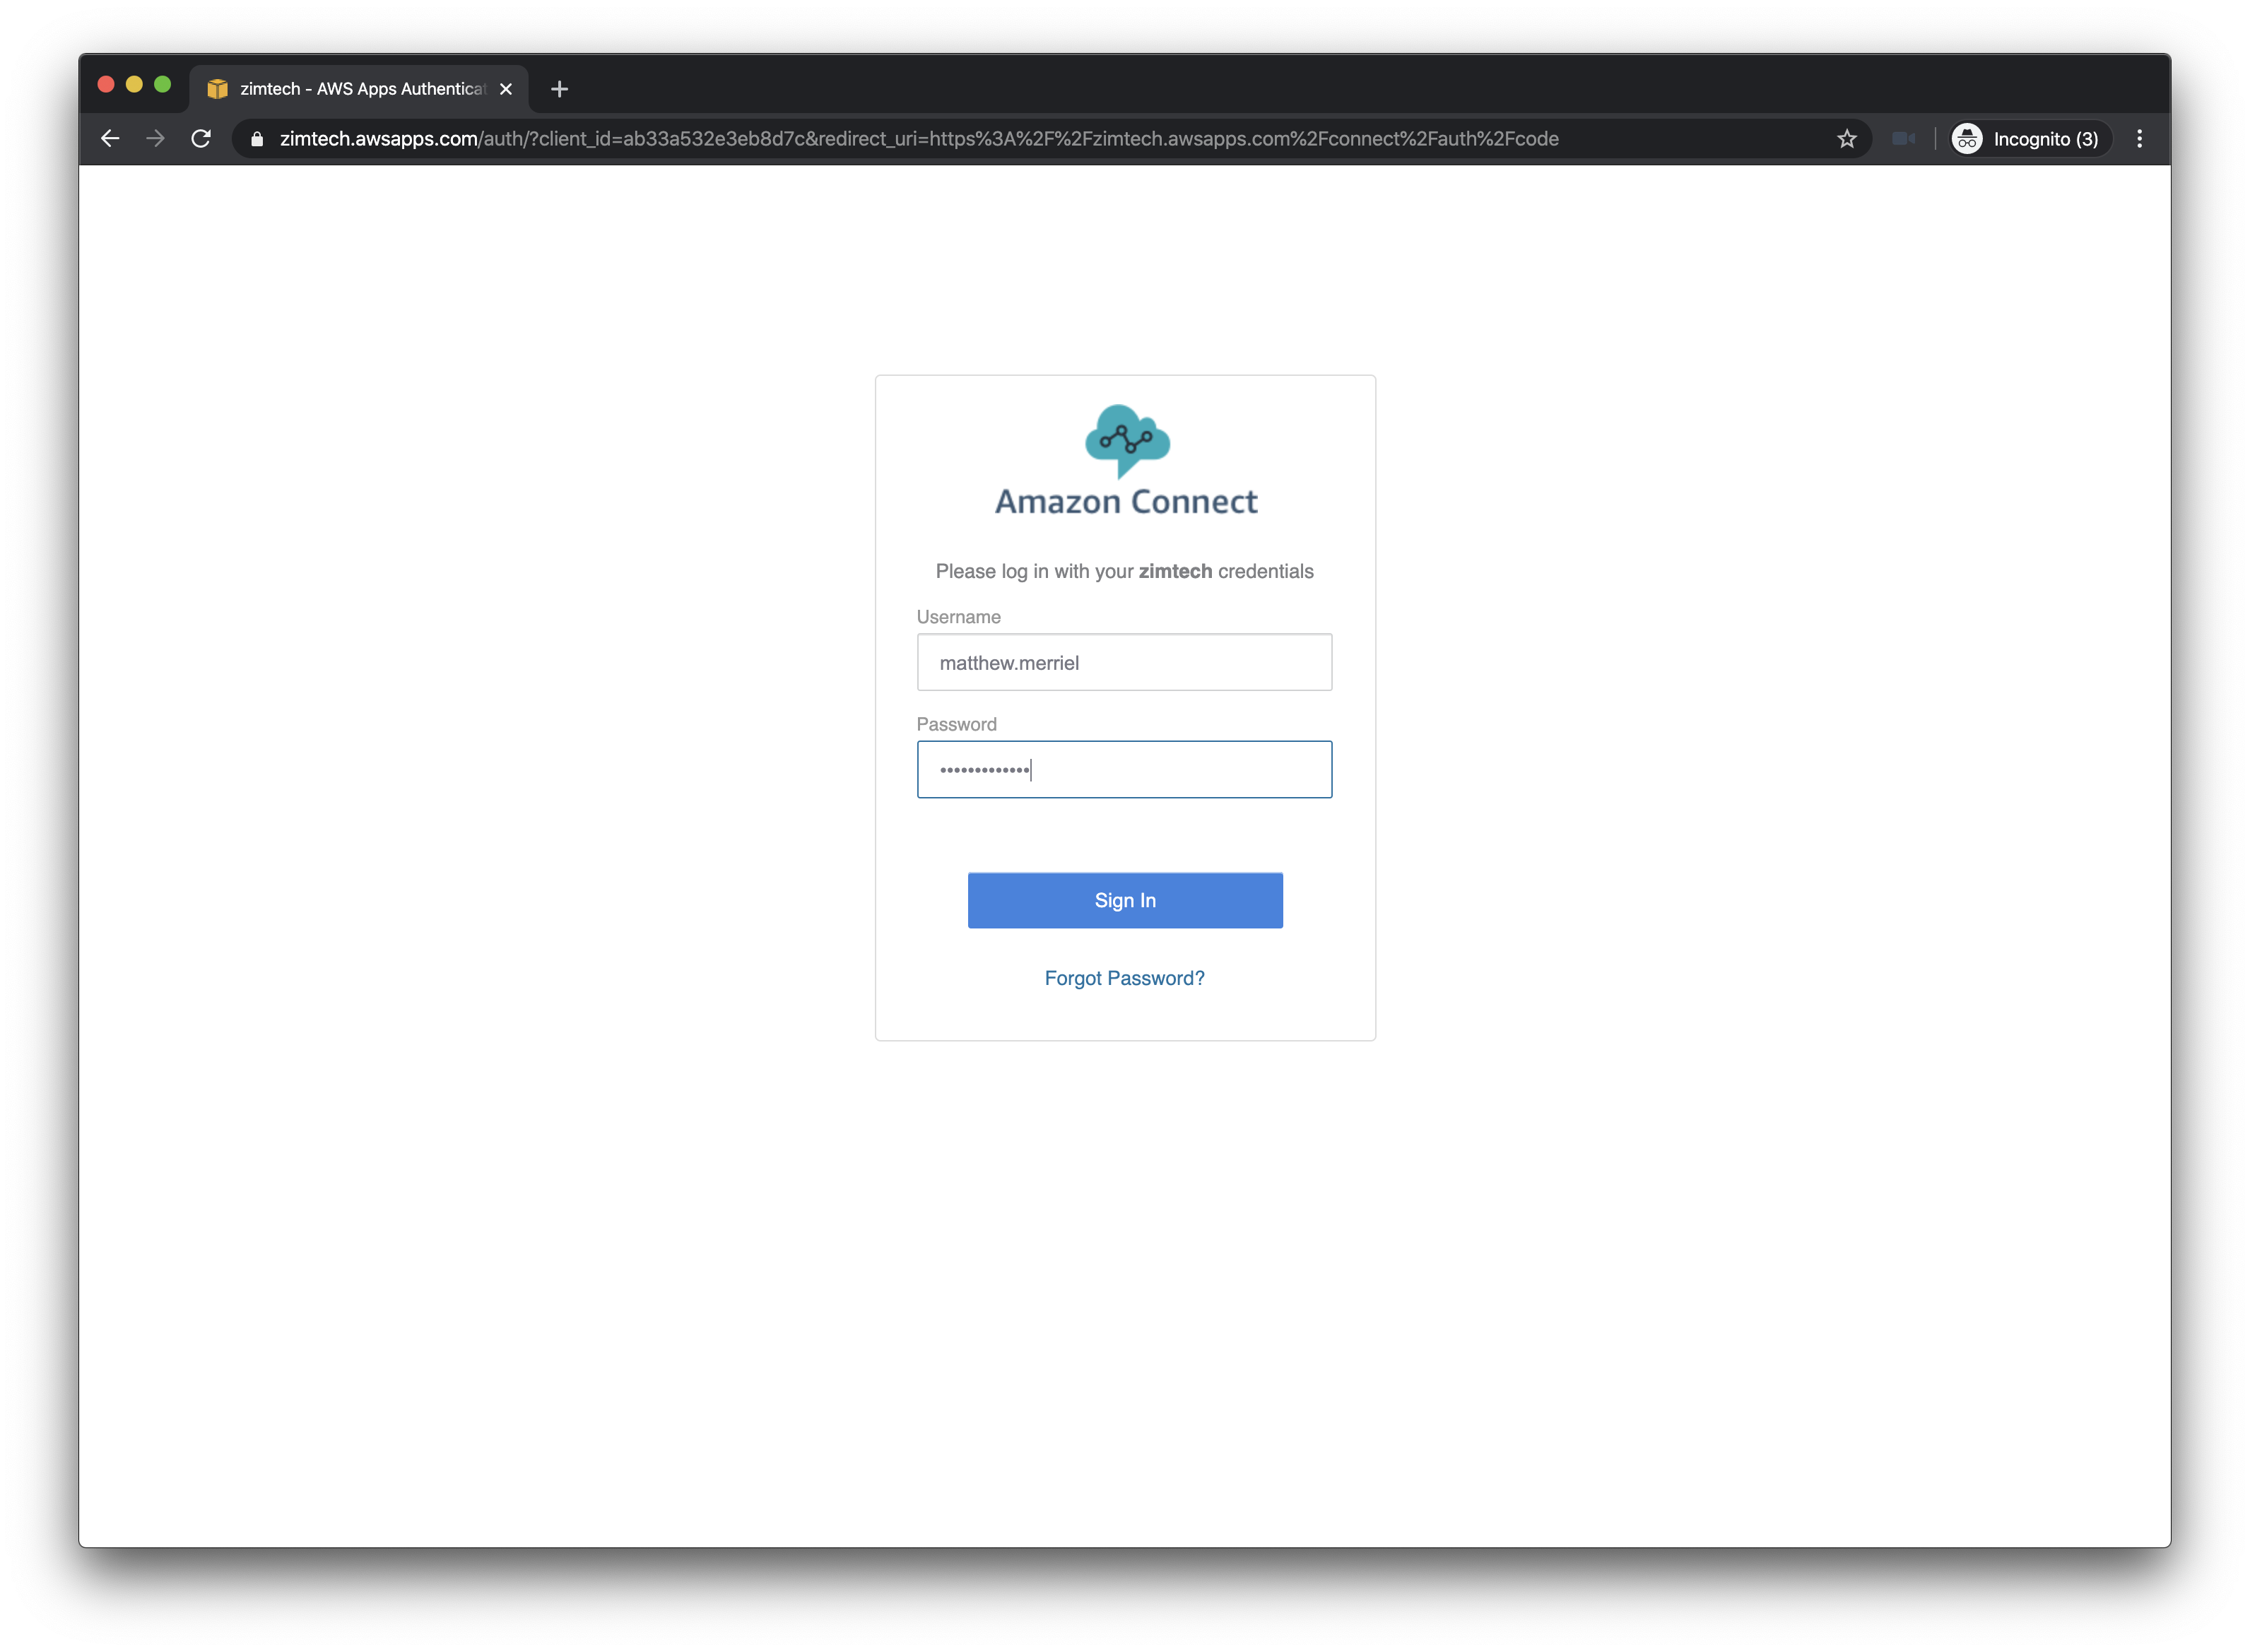 zimtech - AWS Apps Authenticat
zimtech.awsapps.com/auth/?client_id=ab33a532e3eb8d7c&redirect_uri=https%3A%2F%2Fzimtech.awsapps.com%2Fconnect%2Fauth%2Fcode
Incognito (3)
Amazon Connect
Please log in with your zimtech credentials
Username
matthew.merriel
Password
•••••••••••••
Sign In
Forgot Password?